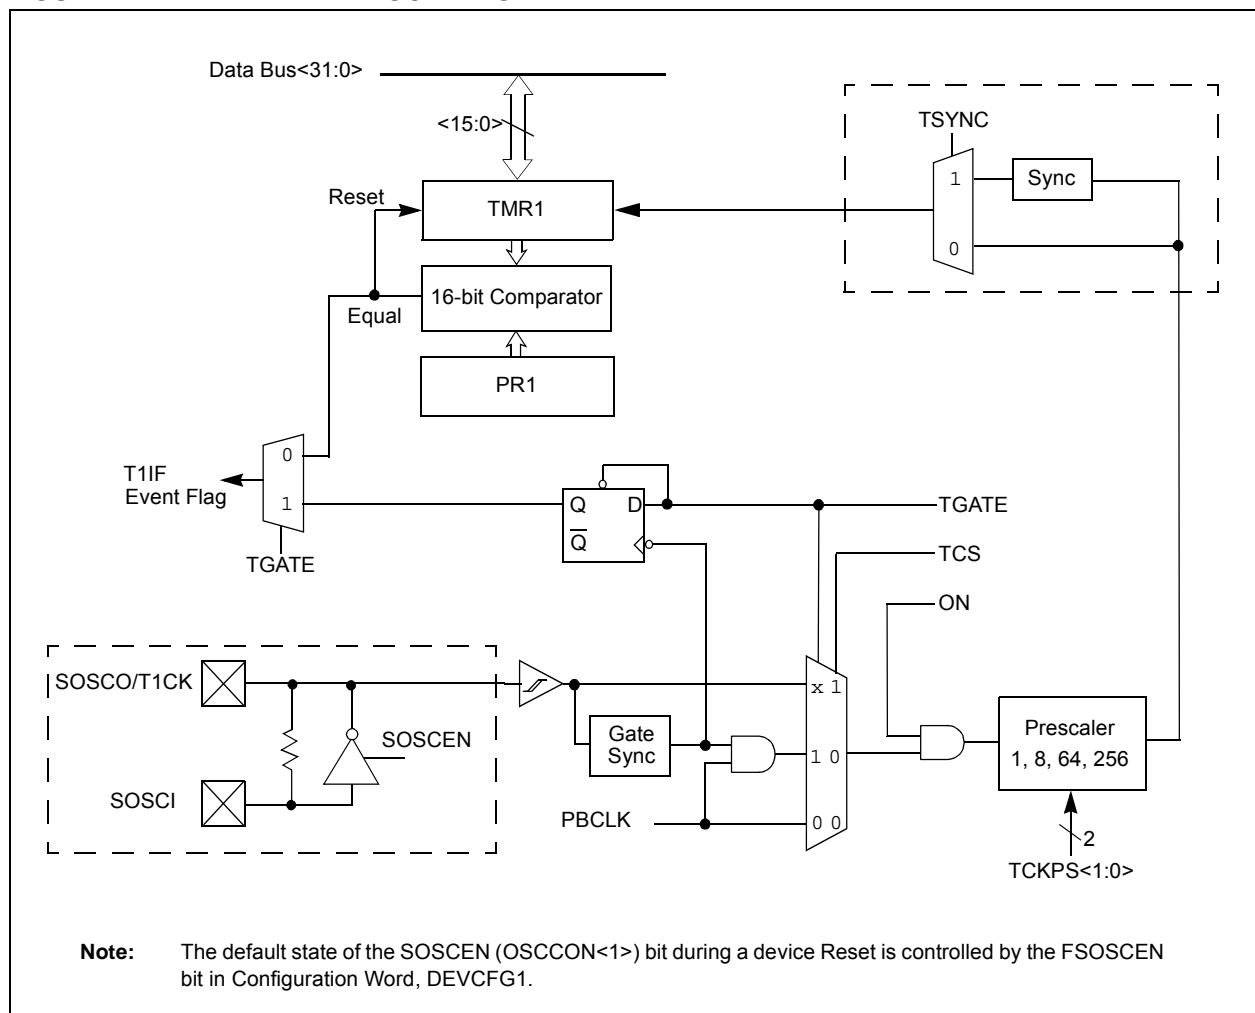 Data Bus<31:0>
<15:0>
TSYNC
1
Sync
Reset
TMR1
0
16-bit Comparator
Equal
PR1
T1IF
Event Flag
0
1
TGATE
Q
D
Q
TGATE
TCS
ON
SOSCO/T1CK
x 1
SOSCEN
Gate
Sync
1 0
Prescaler
1, 8, 64, 256
SOSCI
PBCLK
0 0
2
TCKPS<1:0>
Note: The default state of the SOSCEN (OSCCON<1>) bit during a device Reset is controlled by the FSOSCEN
bit in Configuration Word, DEVCFG1.